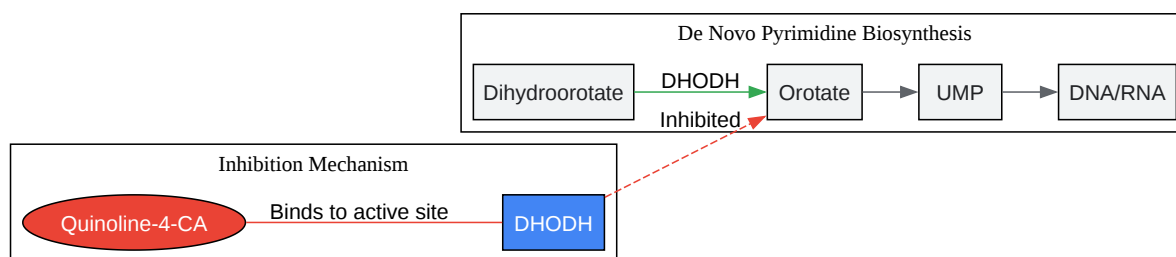 De Novo Pyrimidine Biosynthesis
Dihydroorotate
DHODH
Orotate
UMP
DNA/RNA
Inhibited
Inhibition Mechanism
Quinoline-4-CA
Binds to active site
DHODH